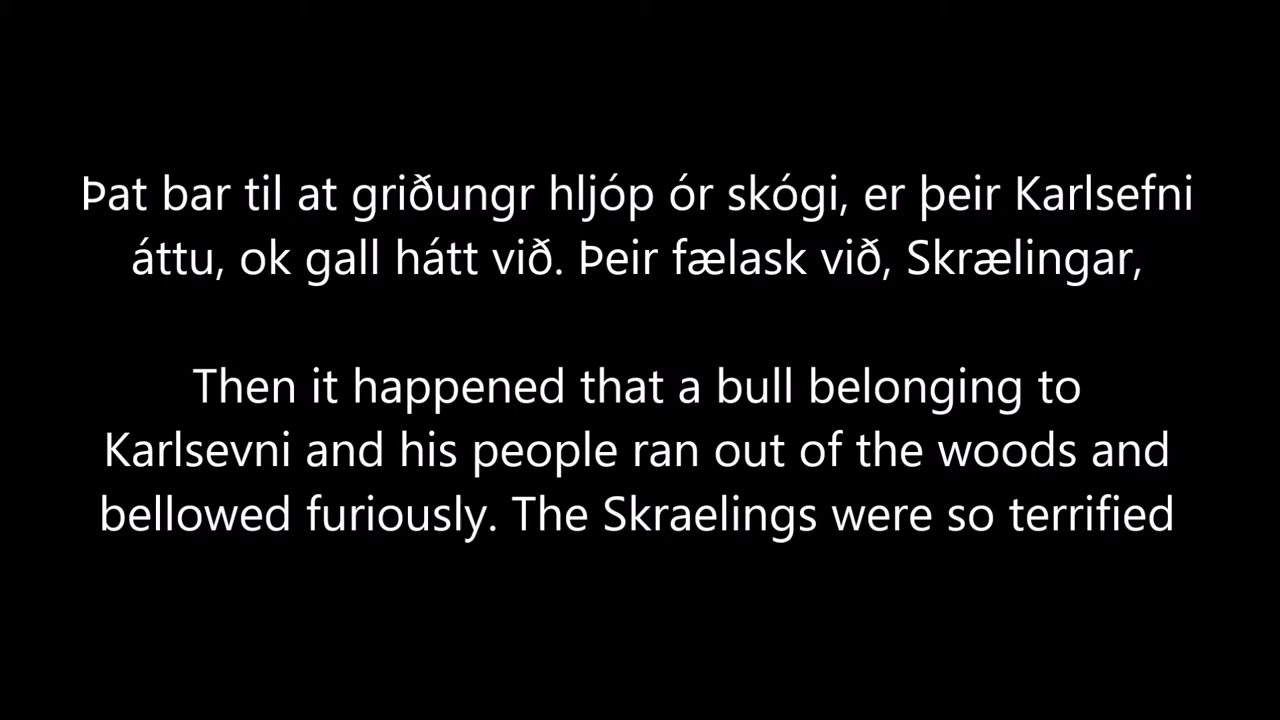 Þat bar til at griðungr hljóp ór skógi, er þeir Karlsefni
áttu, ok gall hátt við. Þeir fælask við, Skrælingar,
Then it happened that a bull belonging to
Karlsevni and his people ran out of the woods and
bellowed furiously. The Skraelings were so terrified